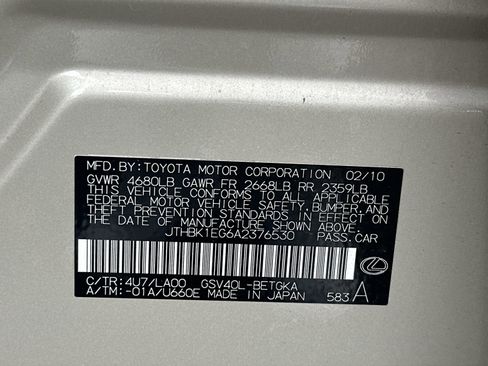 MFD. BY: TOYOTA MOTOR CORPORATION 02/10
GVWR 4680LB GAWR FR 2668LB RR 2359LB
THIS VEHICLE CONFORMS TO ALL APPLICABLE
FEDERAL MOTOR VEHICLE SAFETY, BUMPER, AND
THEFT PREVENTION STANDARDS IN EFFECT ON
THE DATE OF MANUFACTURE SHOWN ABOVE.
JTHBK1EG6A2376530 PASS.CAR
C/TR: 4U7/LA00 GSV40L-BETGKA
A/TM: -01A/U660E MADE IN JAPAN 583 A